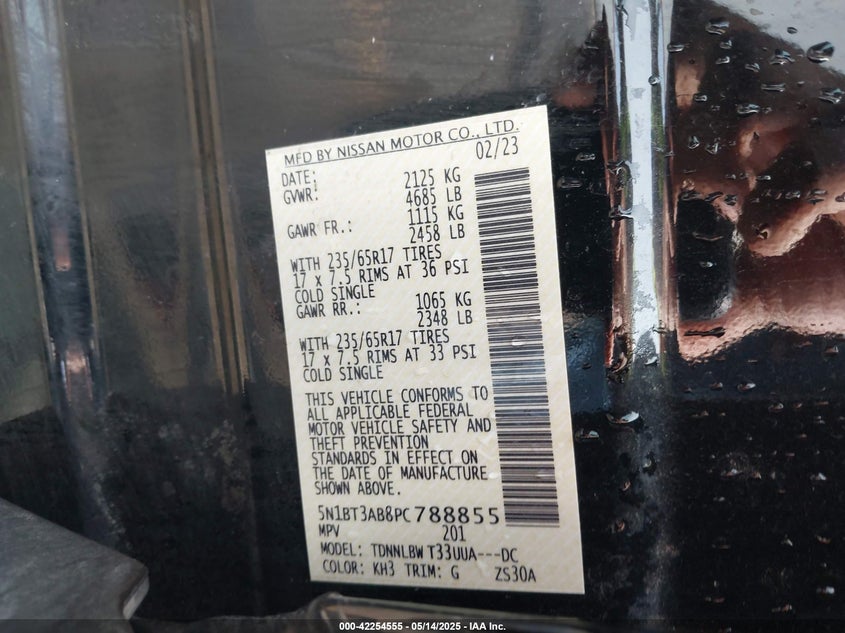 MFD BY NISSAN MOTOR CO., LTD.
DATE: 02/23
GVWR: 2125 KG
4685 LB
GAWR FR.: 1115 KG
2458 LB
WITH 235/65R17 TIRES
17 x 7.5 RIMS AT 36 PSI
COLD SINGLE
GAWR RR.: 1065 KG
2348 LB
WITH 235/65R17 TIRES
17 x 7.5 RIMS AT 33 PSI
COLD SINGLE
THIS VEHICLE CONFORMS TO
ALL APPLICABLE FEDERAL
MOTOR VEHICLE SAFETY AND
THEFT PREVENTION
STANDARDS IN EFFECT ON
THE DATE OF MANUFACTURE
SHOWN ABOVE.
5N1BT3AB8PC788855
MPV 201
MODEL: TDNNLBW T33UUA---DC
COLOR: KH3 TRIM: G ZS30A
000-42254555 - 05/14/2025 - IAA Inc.